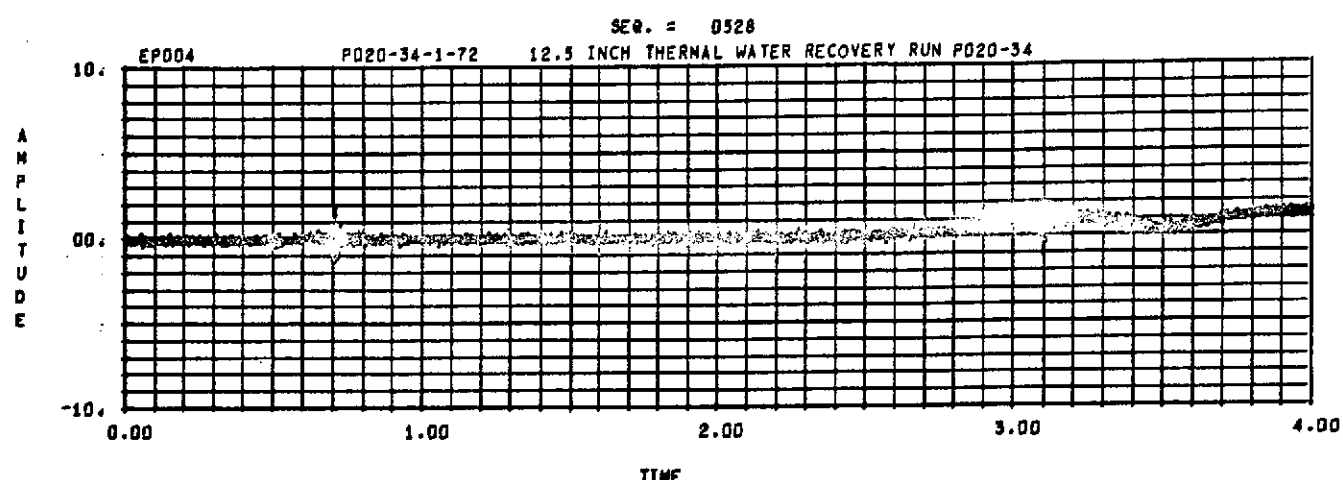 SEQ. = 0528
EP004 P020-34-1-72 12.5 INCH THERMAL WATER RECOVERY RUN P020-34
10.
AMPLITUDE
00.
-10.
0.00 1.00 2.00 3.00 4.00
TIME